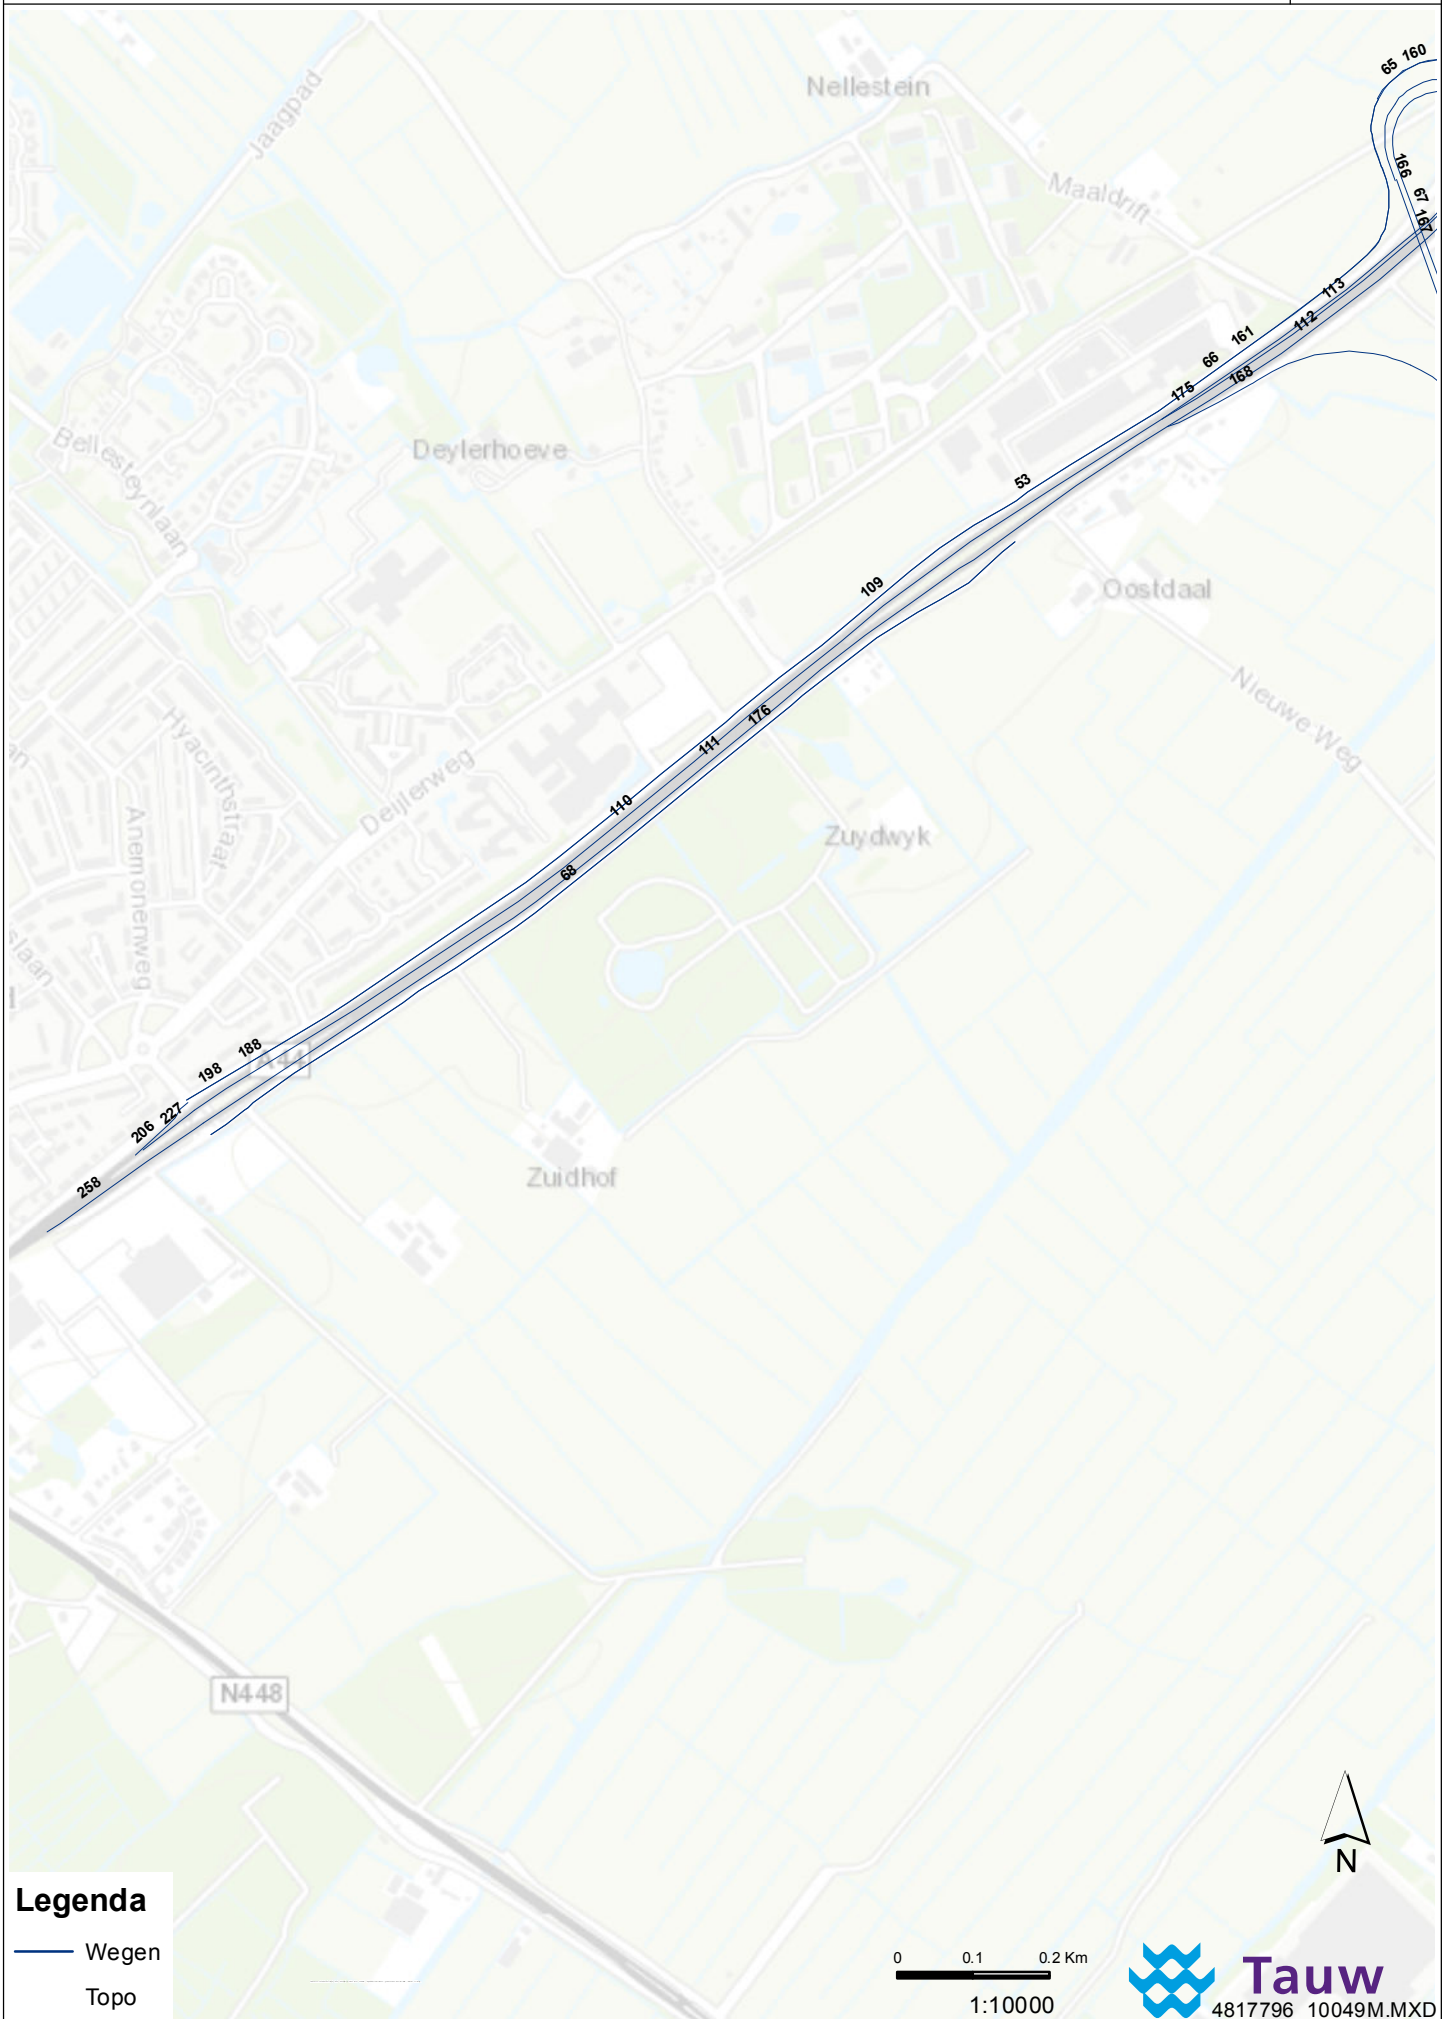 65 160
Nellestein
Jaagpad
166
Maaldrift
67
167
113
112
161
66
168
175
Bellesteynlaan
Deylerhoeve
53
109
Oostdaal
Nieuwe Weg
176
111
Hyacinthstraat
Deijlerweg
110
Anemonenweg
Zuydwyk
68
slaan
188
A44
198
227
206
Zuidhof
258
N448
N
Legenda
Wegen
Topo
0 0.1 0.2 Km
1:10000
Tauw
4817796 10049M.MXD